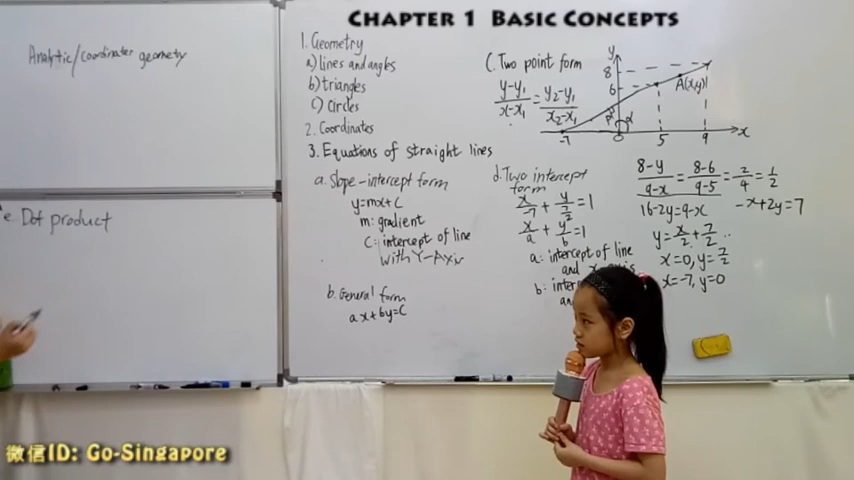 CHAPTER 1 BASIC CONCEPTS
Analytic/coordinater geometry
e. Dot product
1. Geometry
a) lines and angles
b) triangles
c) Circles
2. Coordinates
3. Equations of straight lines
a. Slope-intercept form
y=mx+c
m: gradient
c: intercept of line
with Y-Axis
b. General form
ax+by=c
C. Two point form
y-y₁/x-x₁ = y₂-y₁/x₂-x₁
y
8
6
A(x,y)
-7
0
5
9
x
d. Two intercept
form
x/-7 + y/(7/2) = 1
x/a + y/b = 1
a: intercept of line
and x-axis
b:
8-y/9-x = 8-6/9-5 = 2/4 = 1/2
16-2y=9-x
-x+2y=7
y=x/2+7/2
x=0, y=7/2
x=-7, y=0
微信ID: Go-Singapore